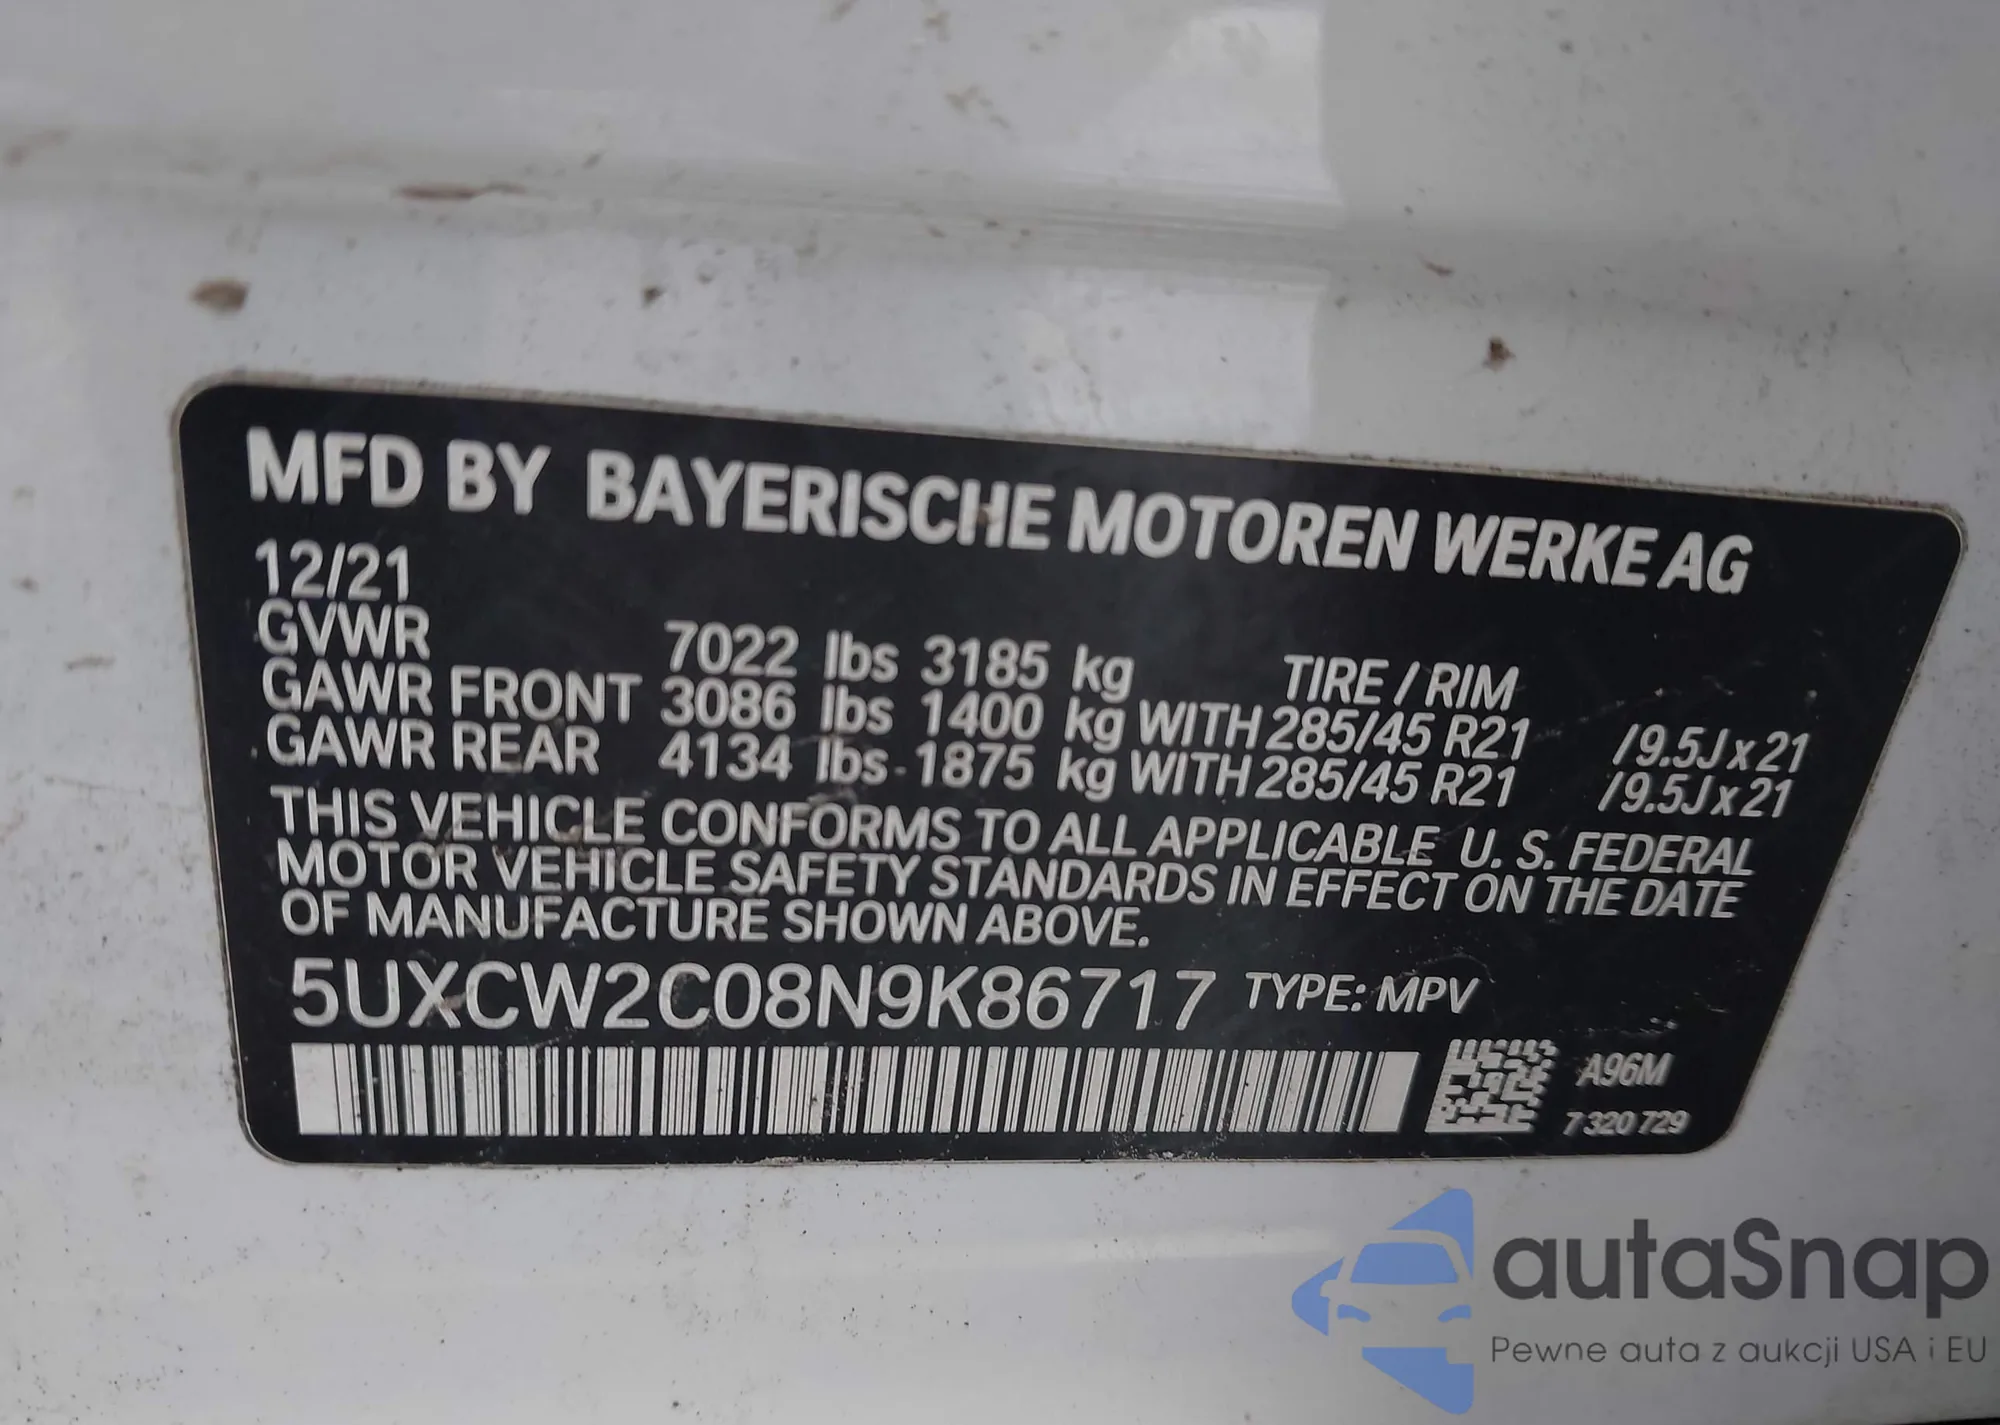 MFD BY BAYERISCHE MOTOREN WERKE AG
12/21
GVWR 7022 lbs 3185 kg TIRE / RIM
GAWR FRONT 3086 lbs 1400 kg WITH 285/45 R21 /9.5J x 21
GAWR REAR 4134 lbs 1875 kg WITH 285/45 R21 /9.5J x 21
THIS VEHICLE CONFORMS TO ALL APPLICABLE U. S. FEDERAL
MOTOR VEHICLE SAFETY STANDARDS IN EFFECT ON THE DATE
OF MANUFACTURE SHOWN ABOVE.
5UXCW2C08N9K86717 TYPE: MPV
A96M
7 320 729
autaSnap
Pewne auta z aukcji USA i EU